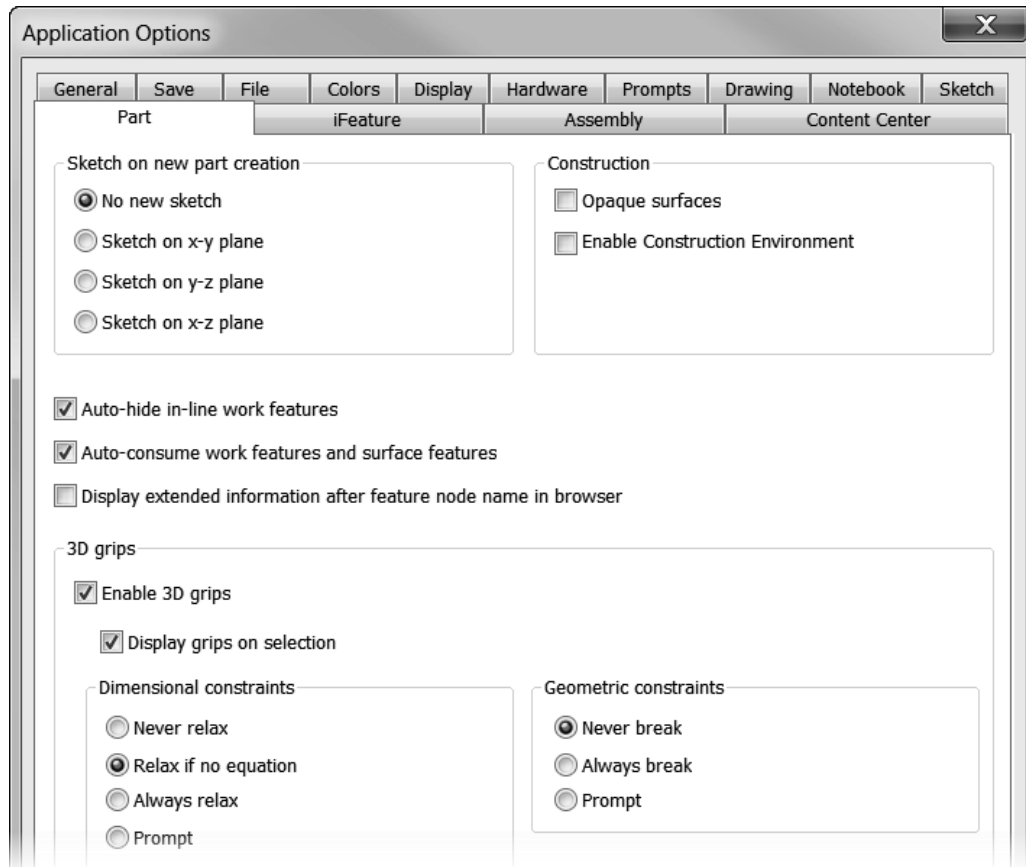 Application Options
X
General Save File Colors Display Hardware Prompts Drawing Notebook Sketch
Part iFeature Assembly Content Center
Sketch on new part creation
No new sketch
Sketch on x-y plane
Sketch on y-z plane
Sketch on x-z plane
Construction
Opaque surfaces
Enable Construction Environment
Auto-hide in-line work features
Auto-consume work features and surface features
Display extended information after feature node name in browser
3D grips
Enable 3D grips
Display grips on selection
Dimensional constraints
Never relax
Relax if no equation
Always relax
Prompt
Geometric constraints
Never break
Always break
Prompt